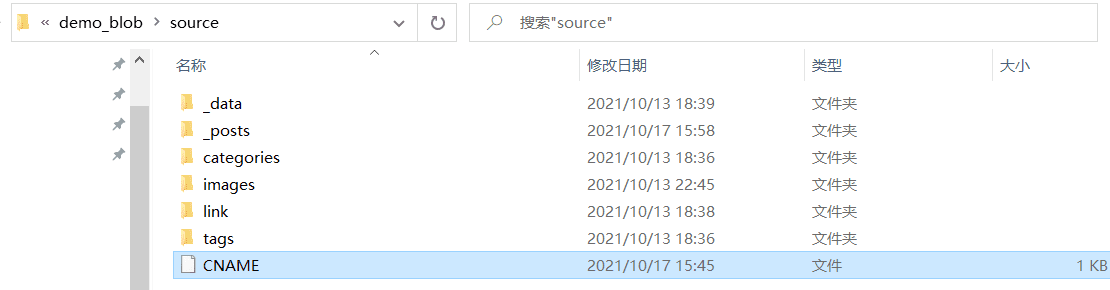 « demo_blob > source 搜索"source"
名称 修改日期 类型 大小
_data 2021/10/13 18:39 文件夹
_posts 2021/10/17 15:58 文件夹
categories 2021/10/13 18:36 文件夹
images 2021/10/13 22:45 文件夹
link 2021/10/13 18:38 文件夹
tags 2021/10/13 18:36 文件夹
CNAME 2021/10/17 15:45 文件 1 KB